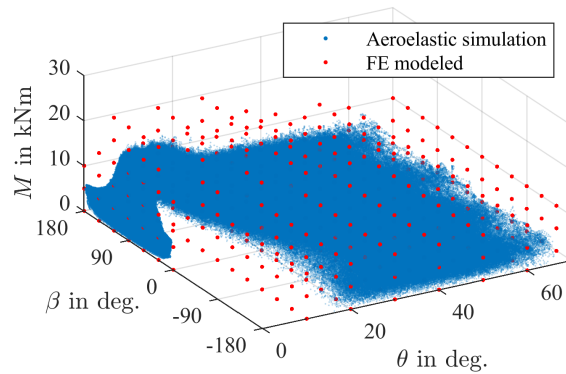 Aeroelastic simulation
FE modeled
30
20
10
0
M in kNm
180
90
0
-90
-180
β in deg.
0
20
40
60
θ in deg.